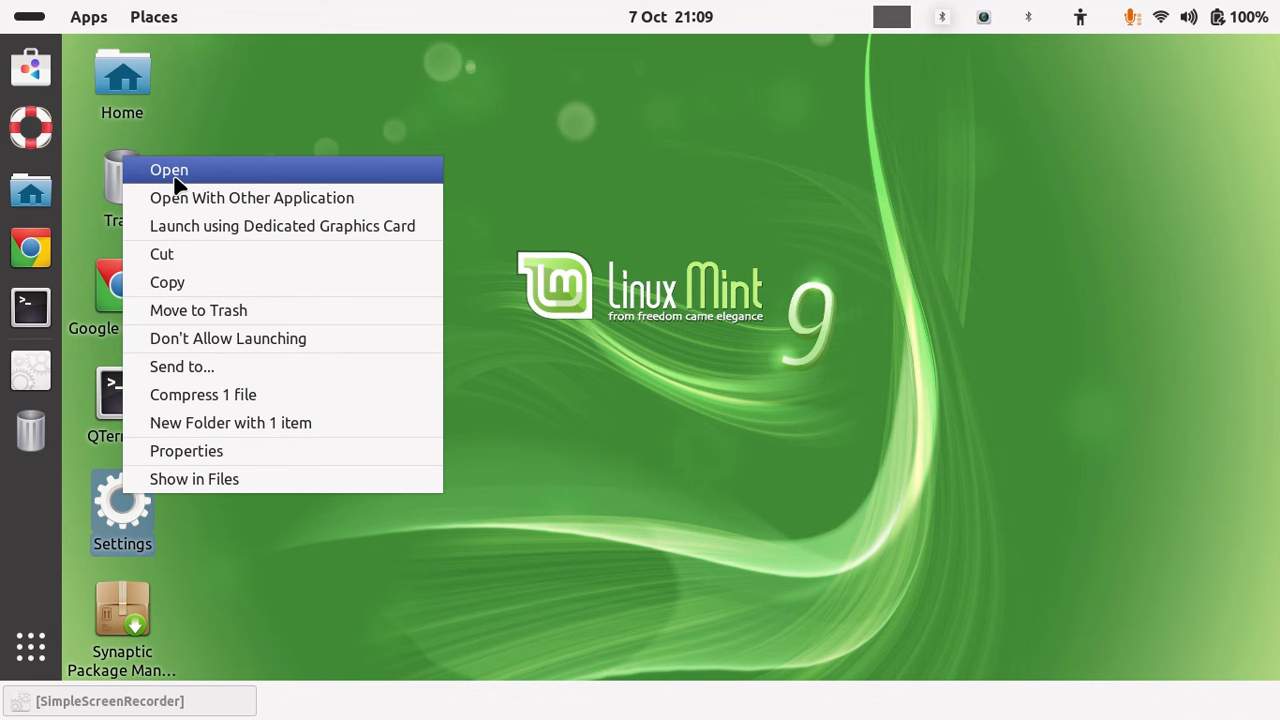 Apps Places 7 Oct 21:09 100%
Home
Open
Open With Other Application
Tra
Launch using Dedicated Graphics Card
Cut
Copy
Move to Trash
Google
Don't Allow Launching
Send to...
Compress 1 file
New Folder with 1 item
QTer
Properties
Show in Files
Settings
Synaptic
Package Man...
Linux Mint 9
from freedom came elegance
[SimpleScreenRecorder]